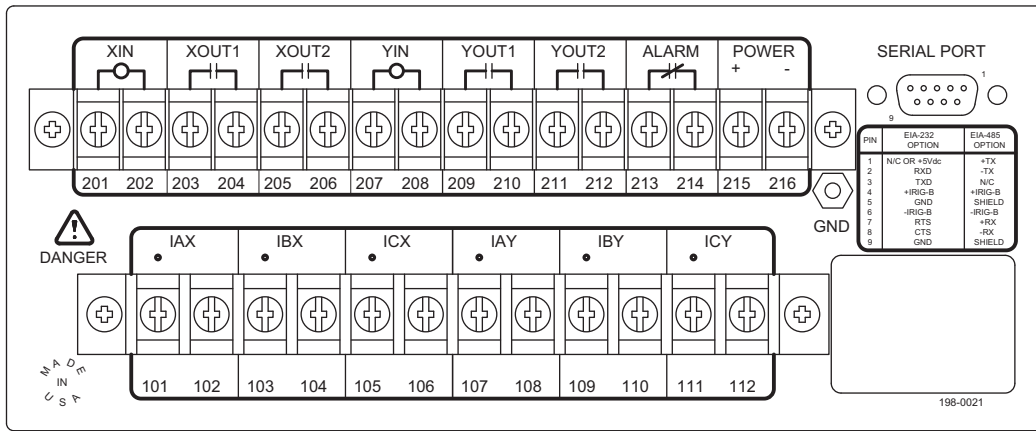 XIN XOUT1 XOUT2 YIN YOUT1 YOUT2 ALARM POWER
+ -
201 202 203 204 205 206 207 208 209 210 211 212 213 214 215 216
SERIAL PORT
1
9
PIN EIA-232 OPTION EIA-485 OPTION
1 N/C OR +5Vdc +TX
2 RXD -TX
3 TXD N/C
4 +IRIG-B +IRIG-B
5 GND SHIELD
6 -IRIG-B -IRIG-B
7 RTS +RX
8 CTS -RX
9 GND SHIELD
GND
DANGER
IAX IBX ICX IAY IBY ICY
101 102 103 104 105 106 107 108 109 110 111 112
MADE
IN
USA
198-0021